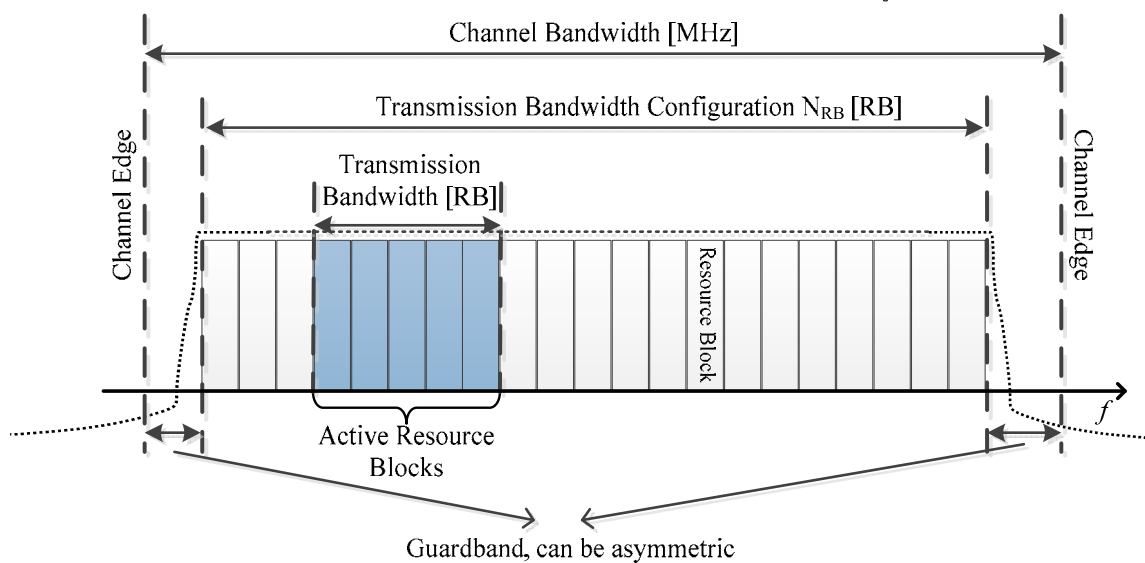 Channel Bandwidth [MHz]
Transmission Bandwidth Configuration NRB [RB]
Transmission
Bandwidth [RB]
Channel Edge
Channel Edge
Resource Block
f
Active Resource
Blocks
Guardband, can be asymmetric